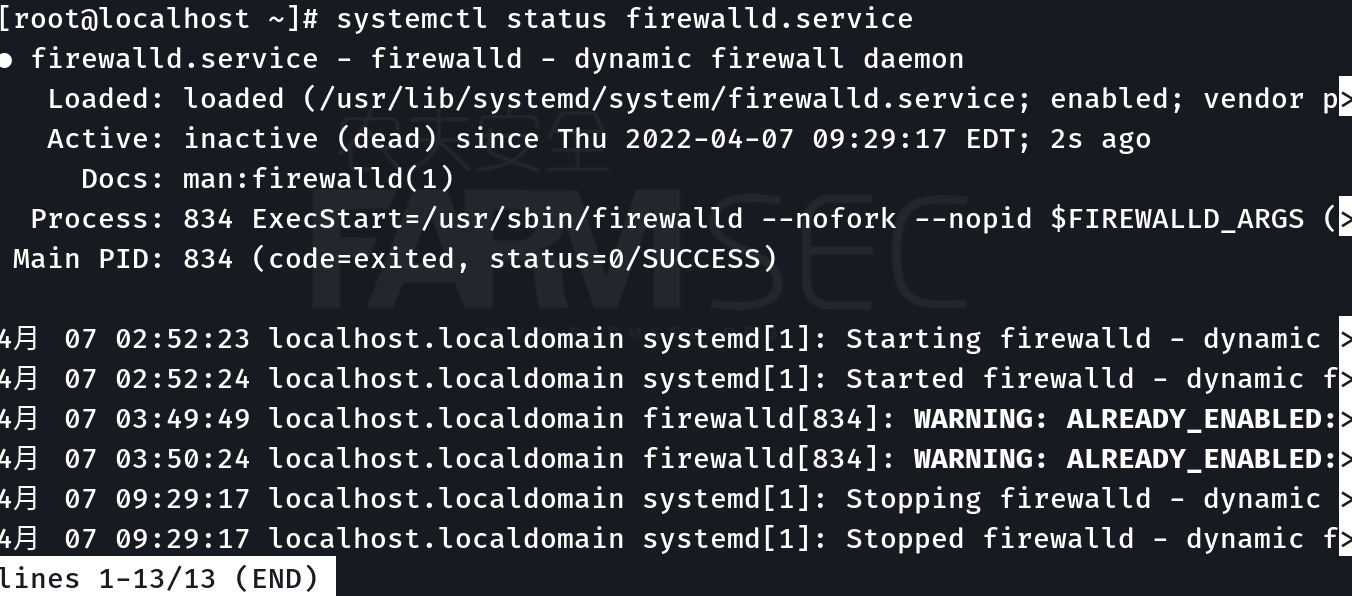 [root@localhost ~]# systemctl status firewalld.service
● firewalld.service - firewalld - dynamic firewall daemon
   Loaded: loaded (/usr/lib/systemd/system/firewalld.service; enabled; vendor p>
   Active: inactive (dead) since Thu 2022-04-07 09:29:17 EDT; 2s ago
     Docs: man:firewalld(1)
  Process: 834 ExecStart=/usr/sbin/firewalld --nofork --nopid $FIREWALLD_ARGS (>
 Main PID: 834 (code=exited, status=0/SUCCESS)

4月 07 02:52:23 localhost.localdomain systemd[1]: Starting firewalld - dynamic >
4月 07 02:52:24 localhost.localdomain systemd[1]: Started firewalld - dynamic f>
4月 07 03:49:49 localhost.localdomain firewalld[834]: WARNING: ALREADY_ENABLED:>
4月 07 03:50:24 localhost.localdomain firewalld[834]: WARNING: ALREADY_ENABLED:>
4月 07 09:29:17 localhost.localdomain systemd[1]: Stopping firewalld - dynamic >
4月 07 09:29:17 localhost.localdomain systemd[1]: Stopped firewalld - dynamic f>
lines 1-13/13 (END)
农夫安全
FARMSEC